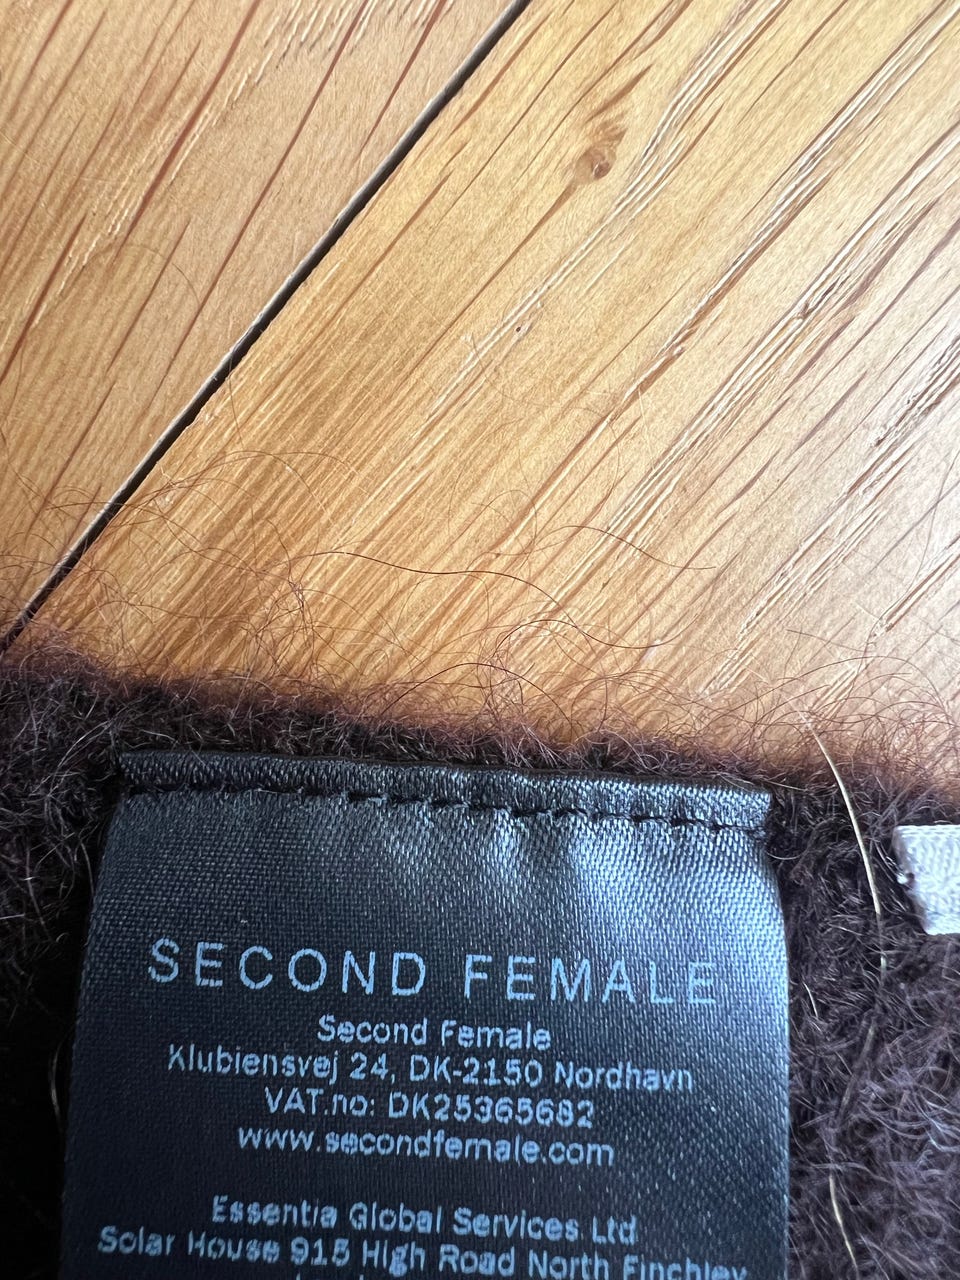 SECOND FEMALE
Second Female
Klubiensvej 24, DK-2150 Nordhavn
VAT.no: DK25365682
www.secondfemale.com
Essentia Global Services Ltd
Solar House 915 High Road North Finchley